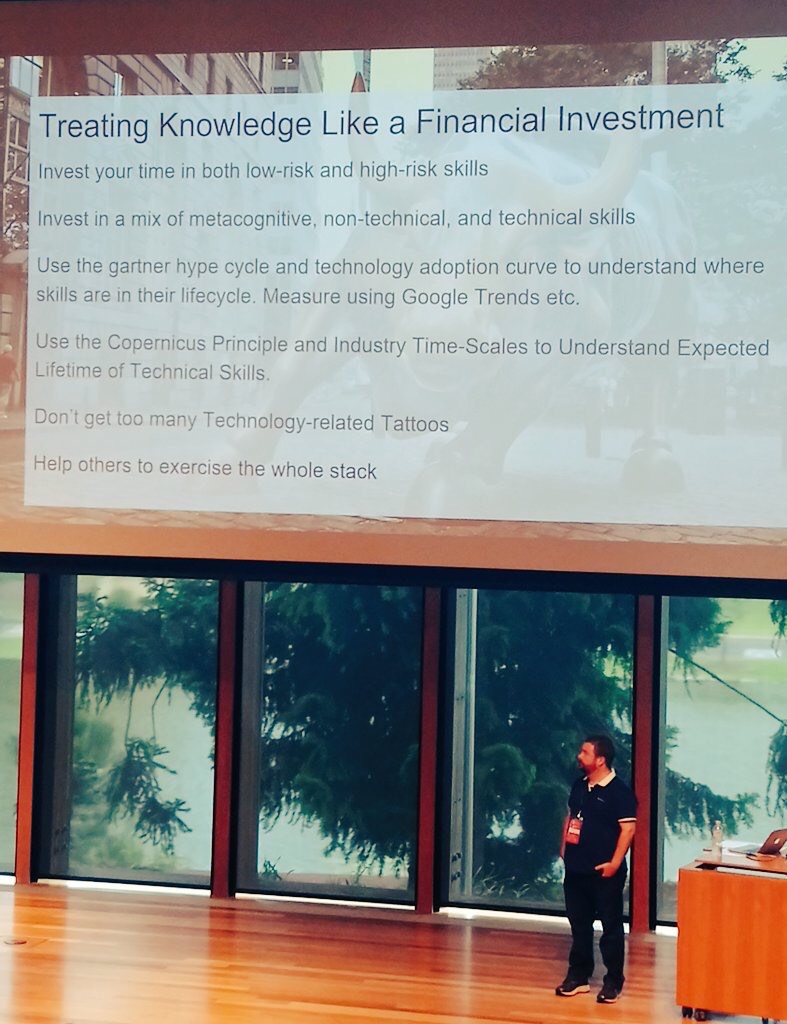 Treating Knowledge Like a Financial Investment
Invest your time in both low-risk and high-risk skills
Invest in a mix of metacognitive, non-technical, and technical skills
Use the gartner hype cycle and technology adoption curve to understand where
skills are in their lifecycle. Measure using Google Trends etc.
Use the Copernicus Principle and Industry Time-Scales to Understand Expected
Lifetime of Technical Skills.
Don't get too many Technology-related Tattoos
Help others to exercise the whole stack